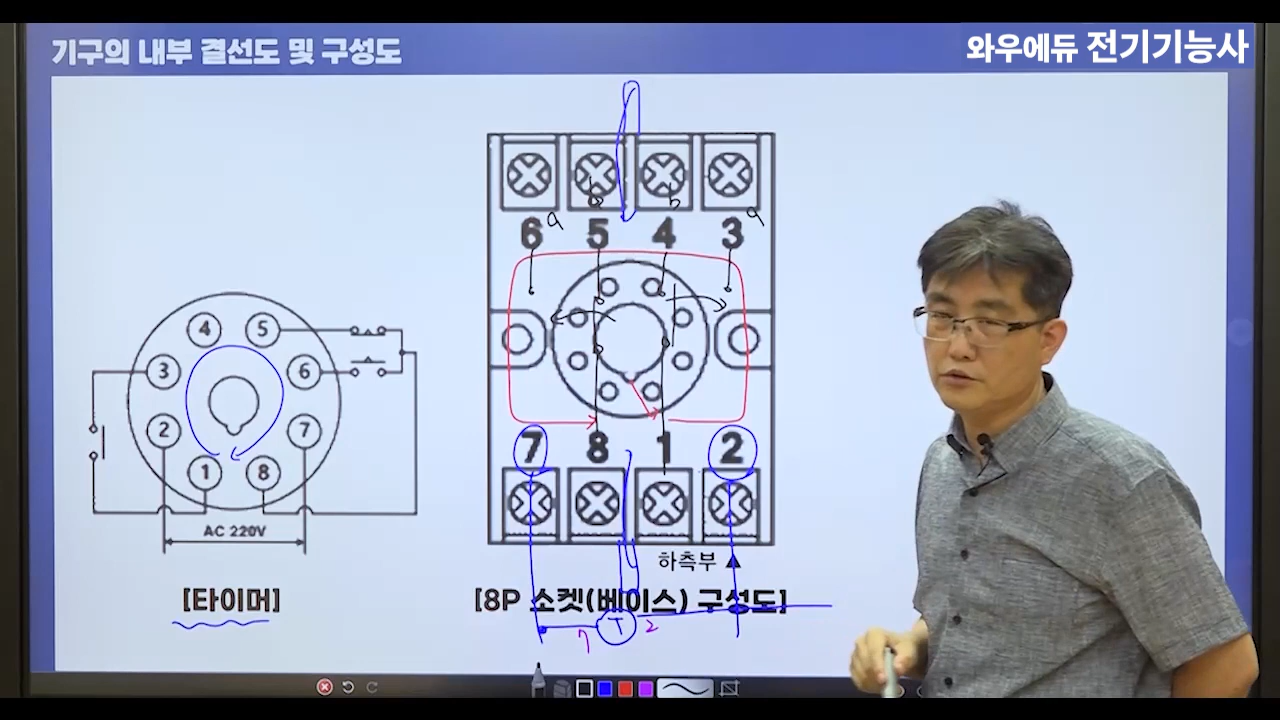 기구의 내부 결선도 및 구성도
와우에듀 전기기능사
6 5 4 3
a b b a
4 5
3 6
2 7
1 8
AC 220V
[타이머]
7 8 1 2
하측부 ▲
[8P 소켓(베이스) 구성도]
7 T 2